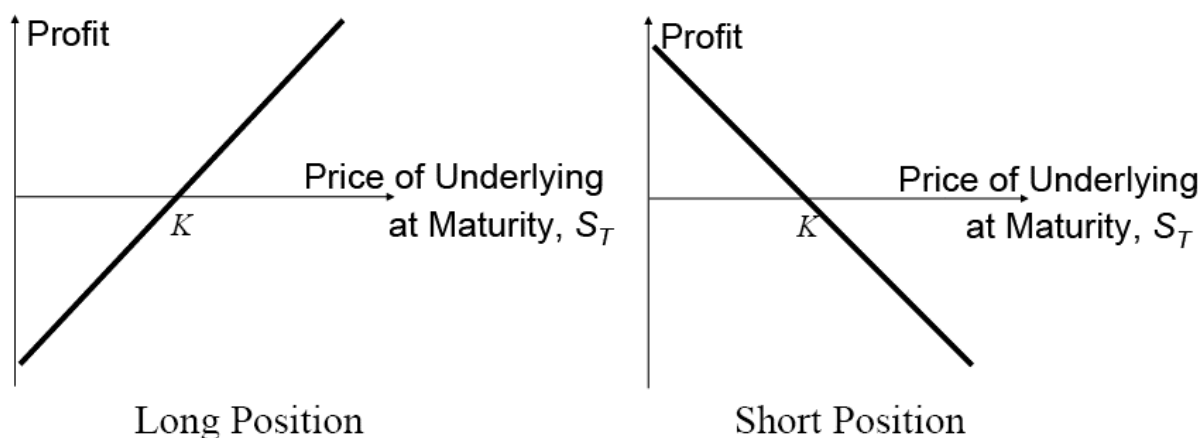 Profit
Price of Underlying
at Maturity, S_T
K
Long Position
Profit
Price of Underlying
at Maturity, S_T
K
Short Position